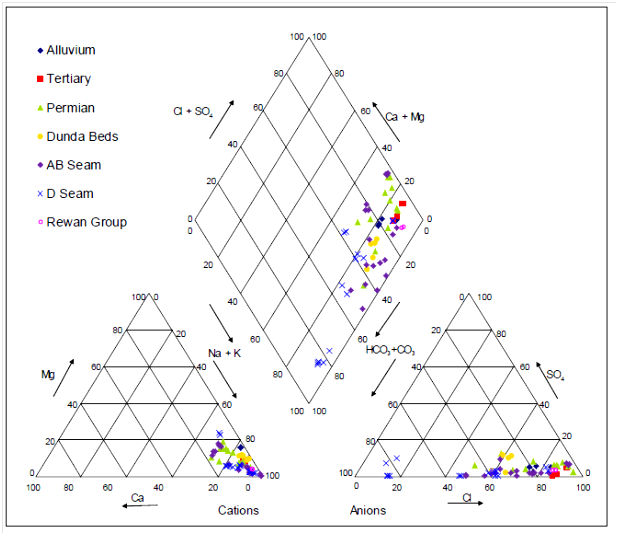 Alluvium
Tertiary
Permian
Dunda Beds
AB Seam
D Seam
Rewan Group
100 100
80 80
Cl + SO₄ 60 60 Ca + Mg
40 40
20 20
0 0
0 0
20 20
40 40
60 60
80 80
100 100
Na + K
HCO₃+CO₃
100 0
80 20
Mg 60 40
40 60
20 80
0 100
100 80 60 40 20 0
Ca
Cations
0 100
20 80
40 60 SO₄
60 40
80 20
100 0
0 20 40 60 80 100
Cl
Anions